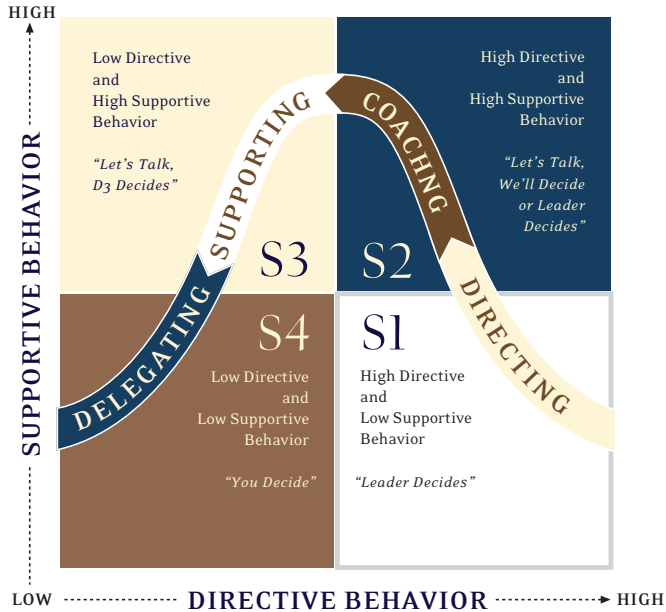 HIGH
SUPPORTIVE BEHAVIOR
LOW
Low Directive
and
High Supportive
Behavior
“Let’s Talk,
D3 Decides”
S3
SUPPORTING
High Directive
and
High Supportive
Behavior
“Let’s Talk,
We’ll Decide
or Leader
Decides”
S2
COACHNG
S4
Low Directive
and
Low Supportive
Behavior
“You Decide”
DELEGATING
S1
High Directive
and
Low Supportive
Behavior
“Leader Decides”
DIRECTING
DIRECTIVE BEHAVIOR
HIGH